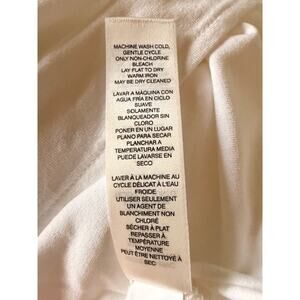 MACHINE WASH COLD,
GENTLE CYCLE
ONLY NON-CHLORINE
BLEACH
LAY FLAT TO DRY
WARM IRON
MAY BE DRY CLEANED
LAVAR A MÁQUINA CON
AGUA FRÍA EN CICLO
SUAVE
SOLAMENTE
BLANQUEADOR SIN
CLORO
PONER EN UN LUGAR
PLANO PARA SECAR
PLANCHAR A
TEMPERATURA MEDIA
PUEDE LAVARSE EN
SECO
LAVER À LA MACHINE AU
CYCLE DÉLICAT À L'EAU
FROIDE
UTILISER SEULEMENT
UN AGENT DE
BLANCHIMENT NON
CHLORÉ
SÉCHER À PLAT
REPASSER À
TEMPÉRATURE
MOYENNE
PEUT ÊTRE NETTOYÉ À
SEC